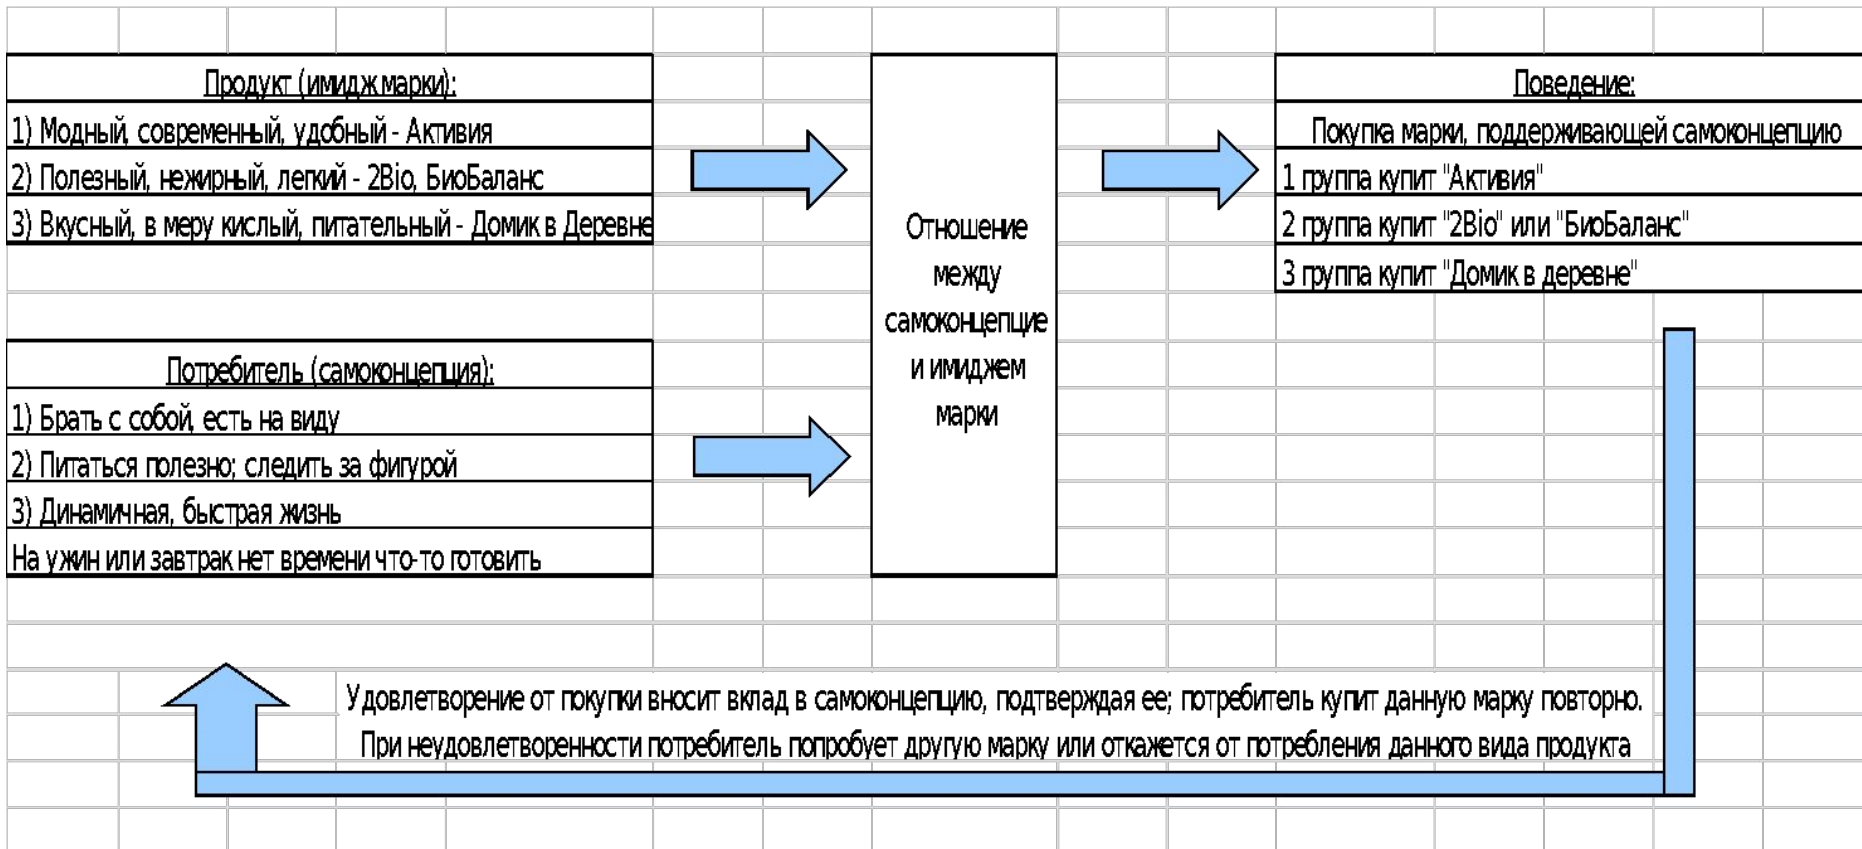 Продукт (имидж марки):
1) Модный, современный, удобный - Активия
2) Полезный, нежирный, легкий - 2Bio, БиоБаланс
3) Вкусный, в меру кислый, питательный - Домик в Деревне
Потребитель (самоконцепция):
1) Брать с собой, есть на виду
2) Питаться полезно; следить за фигурой
3) Динамичная, быстрая жизнь
На ужин или завтрак нет времени что-то готовить
Отношение
между
самоконцепцие
и имиджем
марки
Поведение:
Покупка марки, поддерживающей самоконцепцию
1 группа купит "Активия"
2 группа купит "2Bio" или "БиоБаланс"
3 группа купит "Домик в деревне"
Удовлетворение от покупки вносит вклад в самоконцепцию, подтверждая ее; потребитель купит данную марку повторно.
При неудовлетворенности потребитель попробует другую марку или откажется от потребления данного вида продукта